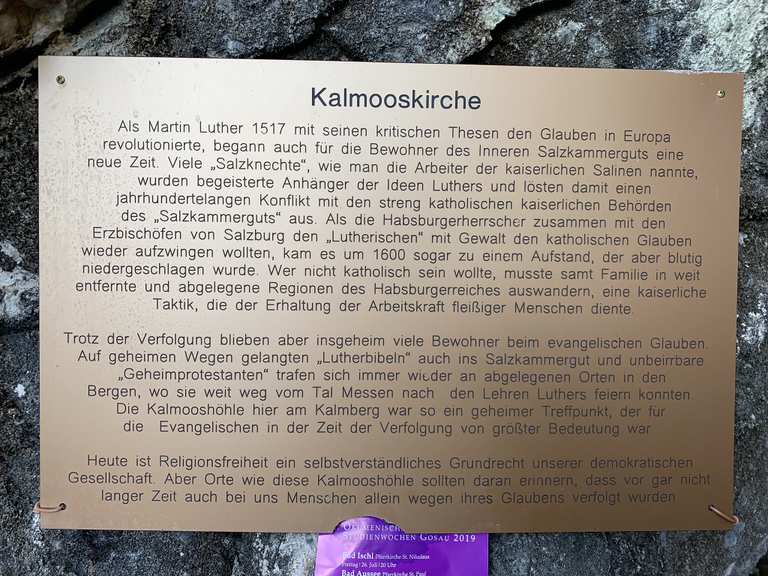 Kalmooskirche
Als Martin Luther 1517 mit seinen kritischen Thesen den Glauben in Europa
revolutionierte, begann auch für die Bewohner des Inneren Salzkammerguts eine
neue Zeit. Viele „Salzknechte", wie man die Arbeiter der kaiserlichen Salinen nannte,
wurden begeisterte Anhänger der Ideen Luthers und lösten damit einen
jahrhundertelangen Konflikt mit den streng katholischen kaiserlichen Behörden
des „Salzkammerguts" aus. Als die Habsburgerherrscher zusammen mit den
Erzbischöfen von Salzburg den „Lutherischen" mit Gewalt den katholischen Glauben
wieder aufzwingen wollten, kam es um 1600 sogar zu einem Aufstand, der aber blutig
niedergeschlagen wurde. Wer nicht katholisch sein wollte, musste samt Familie in weit
entfernte und abgelegene Regionen des Habsburgerreiches auswandern, eine kaiserliche
Taktik, die der Erhaltung der Arbeitskraft fleißiger Menschen diente.
Trotz der Verfolgung blieben aber insgeheim viele Bewohner beim evangelischen Glauben.
Auf geheimen Wegen gelangten „Lutherbibeln" auch ins Salzkammergut und unbeirrbare
„Geheimprotestanten" trafen sich immer wieder an abgelegenen Orten in den
Bergen, wo sie weit weg vom Tal Messen nach den Lehren Luthers feiern konnten.
Die Kalmooshöhle hier am Kalmberg war so ein geheimer Treffpunkt, der für
die Evangelischen in der Zeit der Verfolgung von größter Bedeutung war
Heute ist Religionsfreiheit ein selbstverständliches Grundrecht unserer demokratischen
Gesellschaft. Aber Orte wie diese Kalmooshöhle sollten daran erinnern, dass vor gar nicht
langer Zeit auch bei uns Menschen allein wegen ihres Glaubens verfolgt wurden
Studienwochen Gosau 2019
Bad Ischl Pfarrkirche St. Nikolaus
Freitag | 26. Juli | 20 Uhr
Bad Aussee Pfarrkirche St. Paul